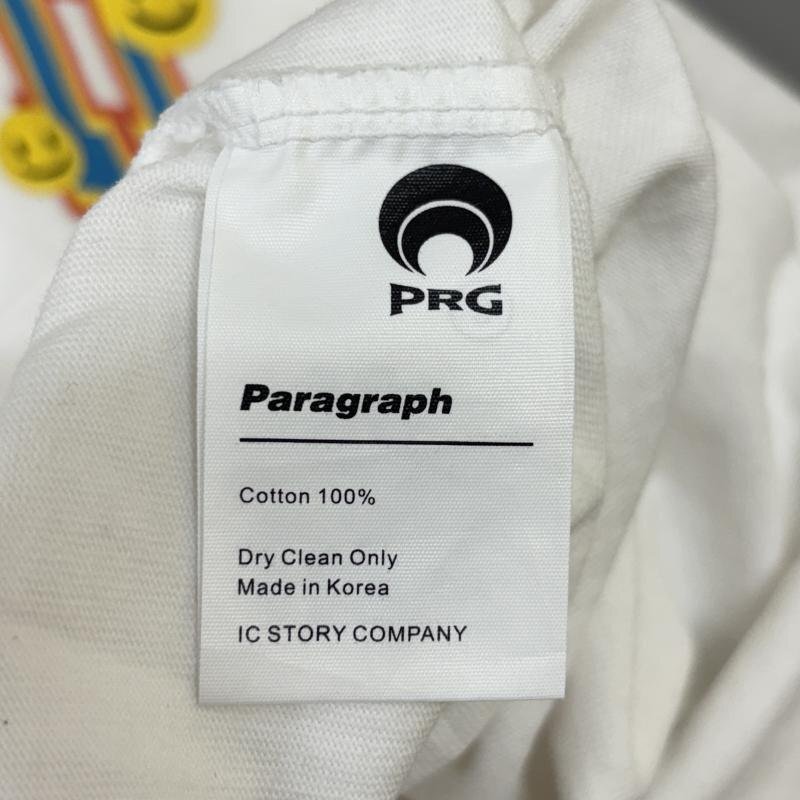 PRG
Paragraph
Cotton 100%
Dry Clean Only
Made in Korea
IC STORY COMPANY